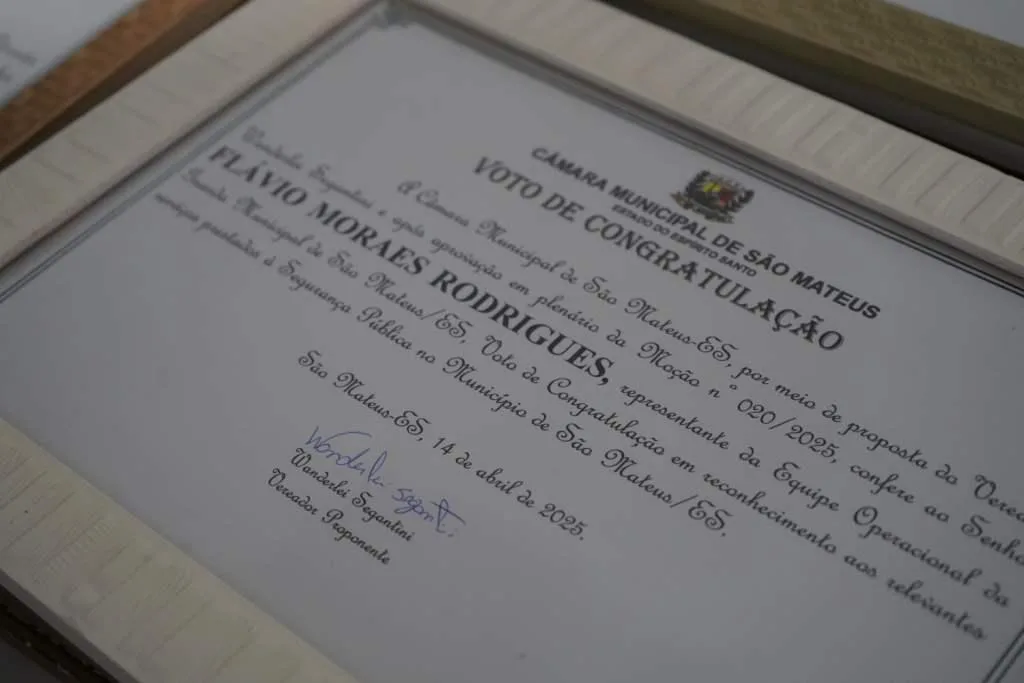 CÂMARA MUNICIPAL DE SÃO MATEUS
ESTADO DO ESPÍRITO SANTO
VOTO DE CONGRATULAÇÃO
A Câmara Municipal de São Mateus-ES, por meio de proposta do Verea
Wanderlei Segantini e após aprovação em plenário da Moção nº 020/2025, confere ao Senho
FLÁVIO MORAES RODRIGUES, representante da Equipe Operacional da
Guarda Municipal de São Mateus/ES, Voto de Congratulação em reconhecimento aos relevantes
serviços prestados à Segurança Pública no Município de São Mateus/ES.
São Mateus-ES, 14 de abril de 2025.
Wanderlei Segantini
Wanderlei Segantini
Vereador Proponente